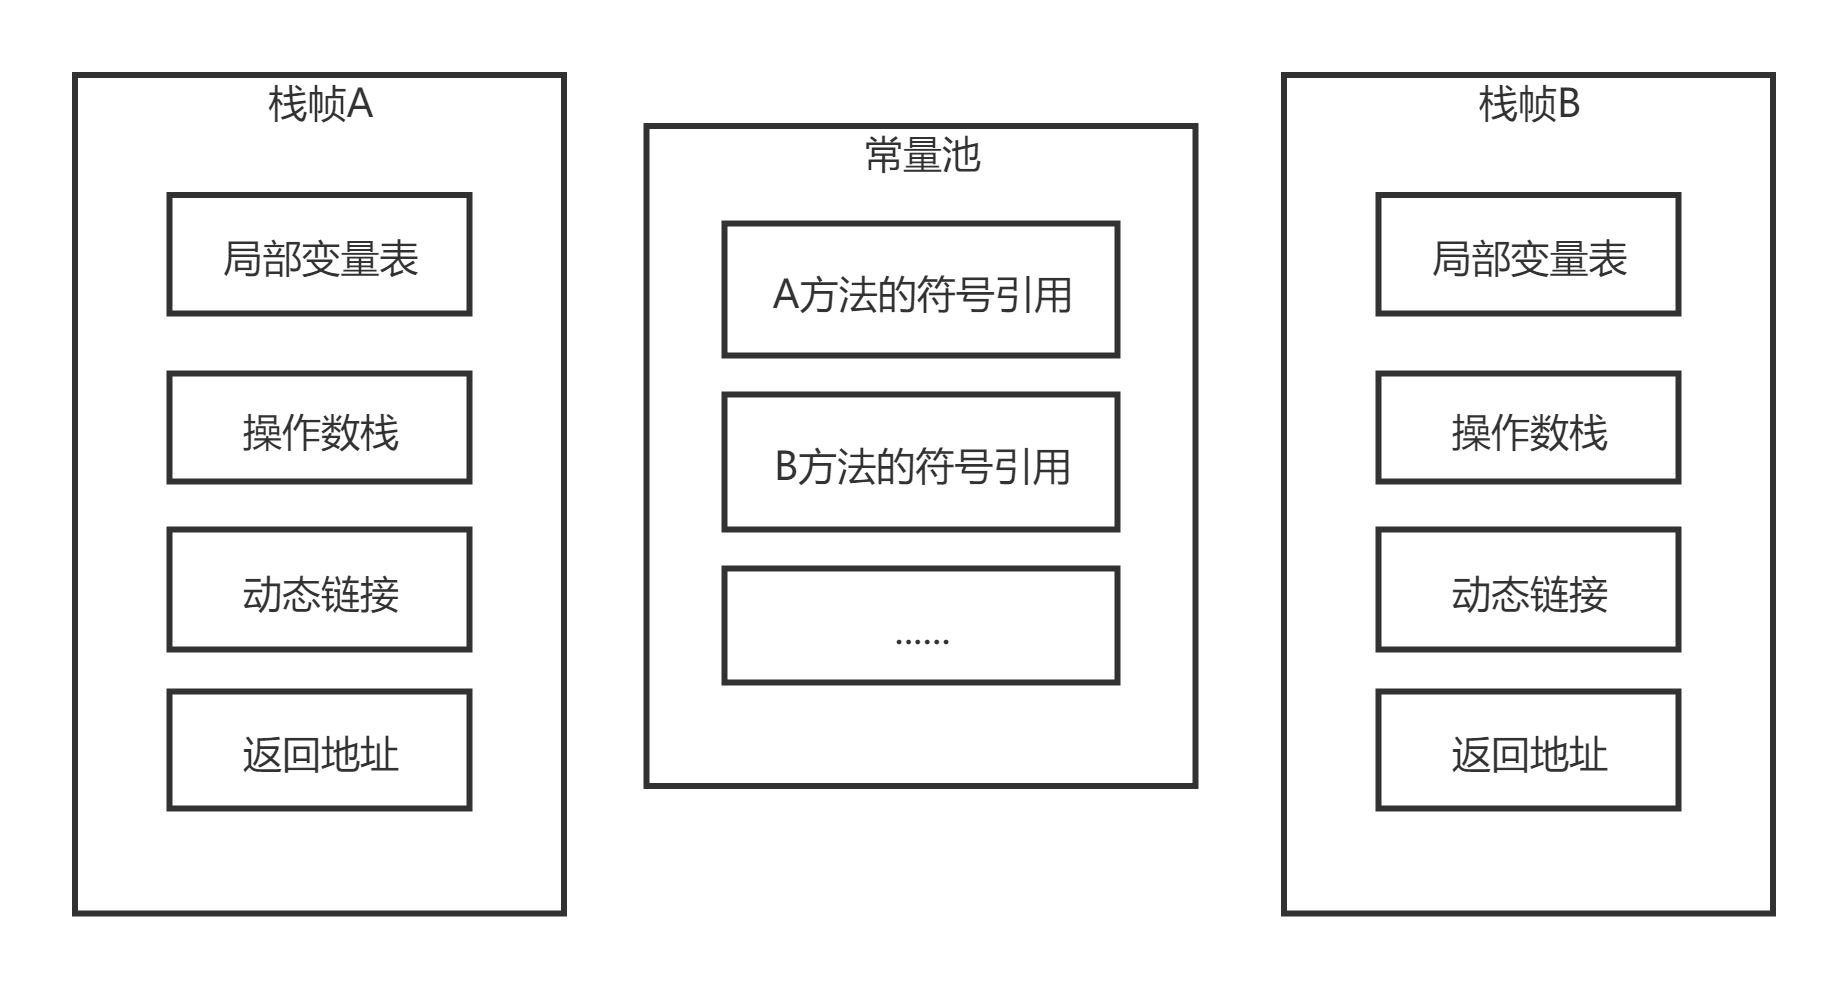 栈帧A
局部变量表
操作数栈
动态链接
返回地址
常量池
A方法的符号引用
B方法的符号引用
......
栈帧B
局部变量表
操作数栈
动态链接
返回地址